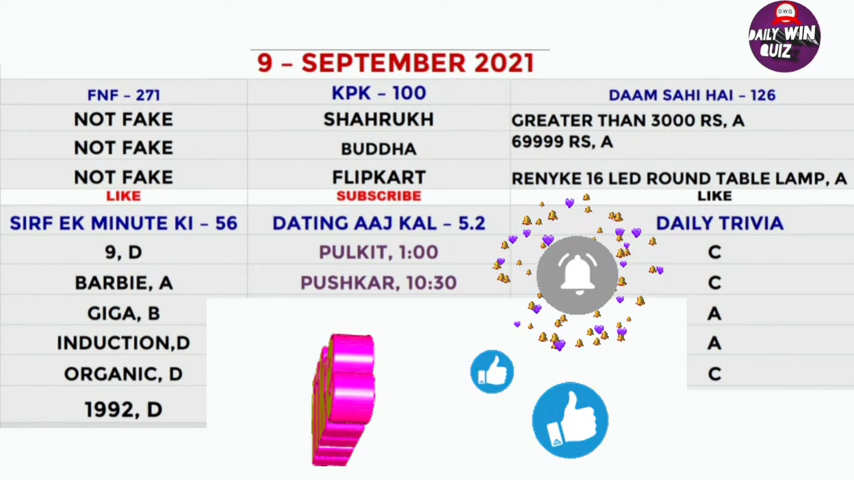 DWQ
DAILY WIN
QUIZ
9 – SEPTEMBER 2021
FNF – 271
NOT FAKE
NOT FAKE
NOT FAKE
LIKE
KPK – 100
SHAHRUKH
BUDDHA
FLIPKART
SUBSCRIBE
DAAM SAHI HAI – 126
GREATER THAN 3000 RS, A
69999 RS, A
RENYKE 16 LED ROUND TABLE LAMP, A
LIKE
SIRF EK MINUTE KI – 56
9, D
BARBIE, A
GIGA, B
INDUCTION,D
ORGANIC, D
1992, D
DATING AAJ KAL – 5.2
PULKIT, 1:00
PUSHKAR, 10:30
DAILY TRIVIA
C
C
A
A
C